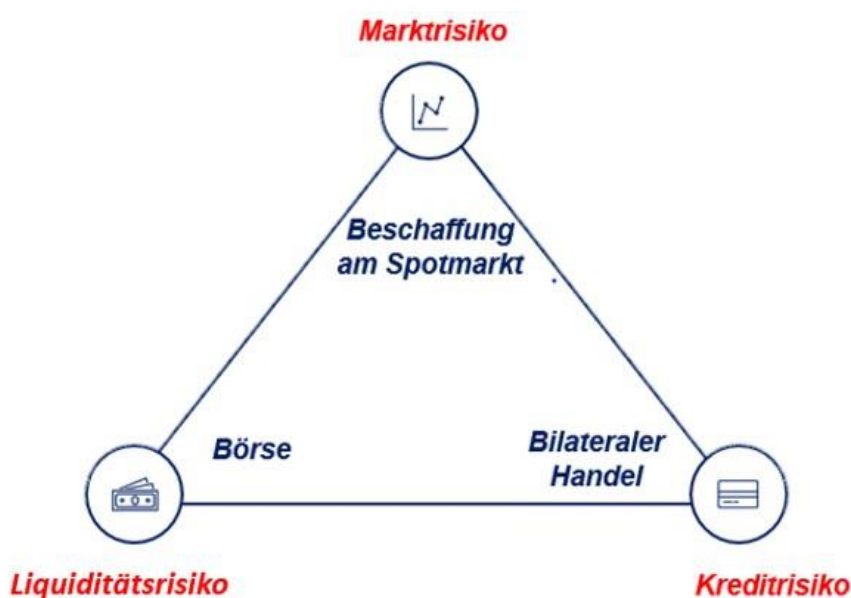 Marktrisiko
Beschaffung
am Spotmarkt
Börse
Bilateraler
Handel
Liquiditätsrisiko
Kreditrisiko